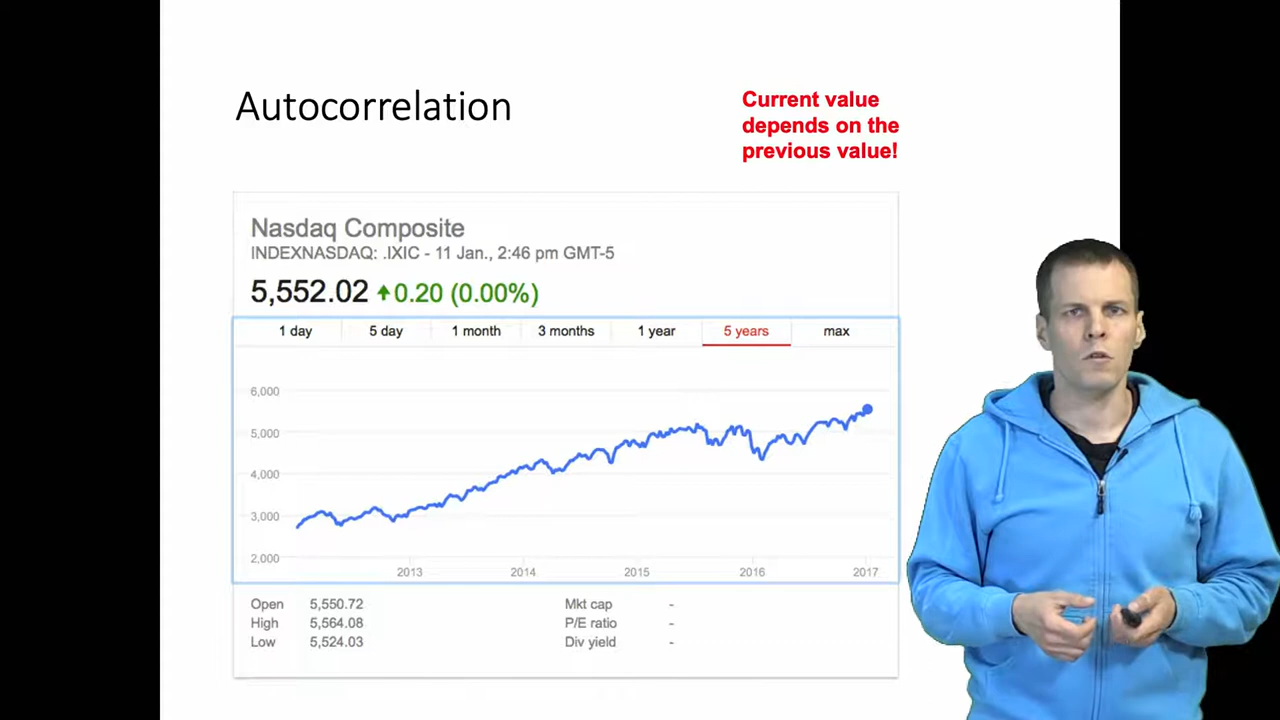 Autocorrelation
Current value
depends on the
previous value!
Nasdaq Composite
INDEXNASDAQ: .IXIC - 11 Jan., 2:46 pm GMT-5
5,552.02 0.20 (0.00%)
1 day 5 day 1 month 3 months 1 year 5 years max
6,000
5,000
4,000
3,000
2,000
2013 2014 2015 2016 2017
Open 5,550.72 Mkt cap -
High 5,564.08 P/E ratio -
Low 5,524.03 Div yield -